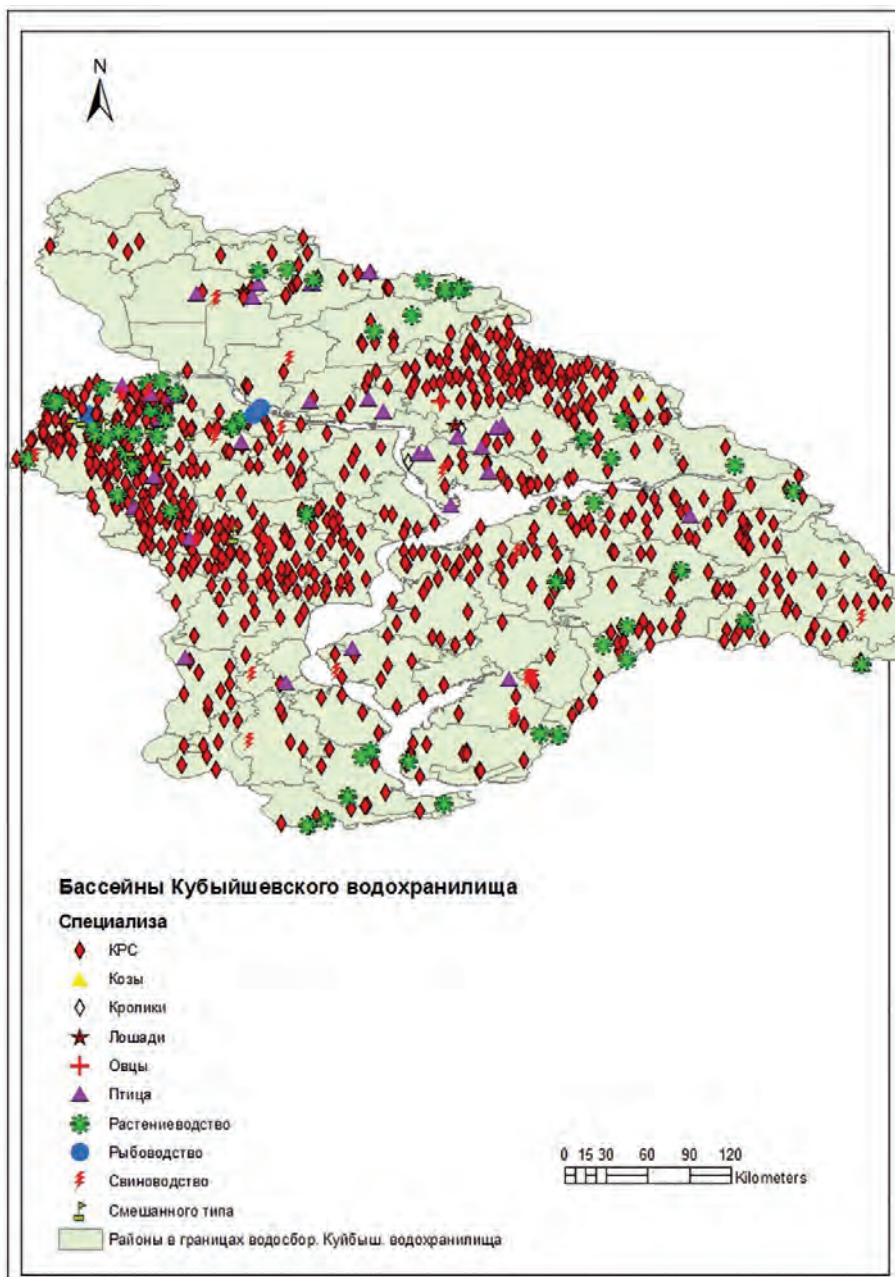 N
Бассейны Кубыйшевского водохранилища
Специализа
КРС
Козы
Кролики
Лошади
Овцы
Птица
Растениеводство
Рыбоводство
Свиноводство
Смешанного типа
Районы в границах водосбор. Куйбыш. водохранилища
0 15 30 60 90 120
Kilometers